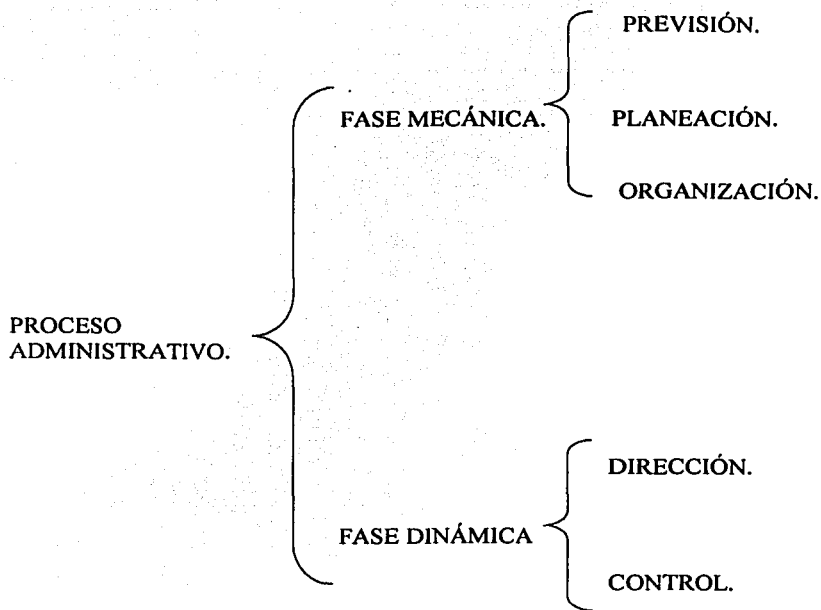 PREVISIÓN.
FASE MECÁNICA.
PLANEACIÓN.
ORGANIZACIÓN.
PROCESO
ADMINISTRATIVO.
DIRECCIÓN.
FASE DINÁMICA
CONTROL.